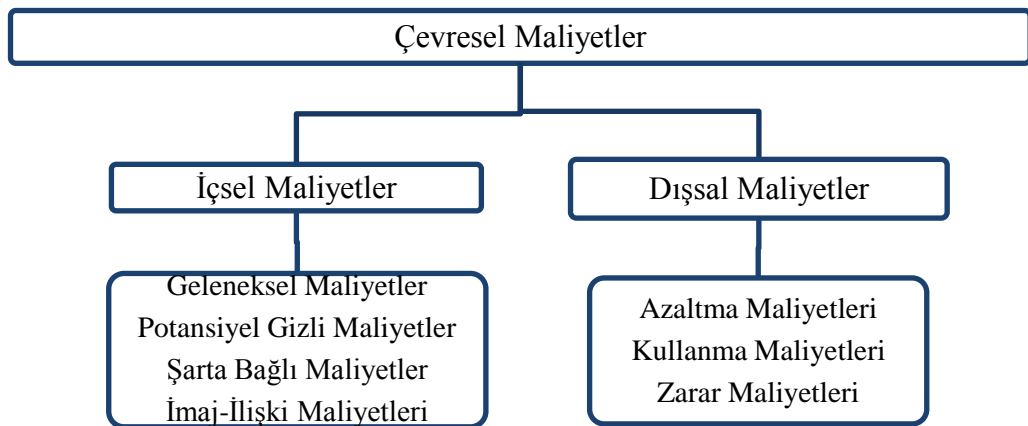 Çevresel Maliyetler
İçsel Maliyetler
Dışsal Maliyetler
Geleneksel Maliyetler
Potansiyel Gizli Maliyetler
Şarta Bağlı Maliyetler
İmaj-İlişki Maliyetleri
Azaltma Maliyetleri
Kullanma Maliyetleri
Zarar Maliyetleri